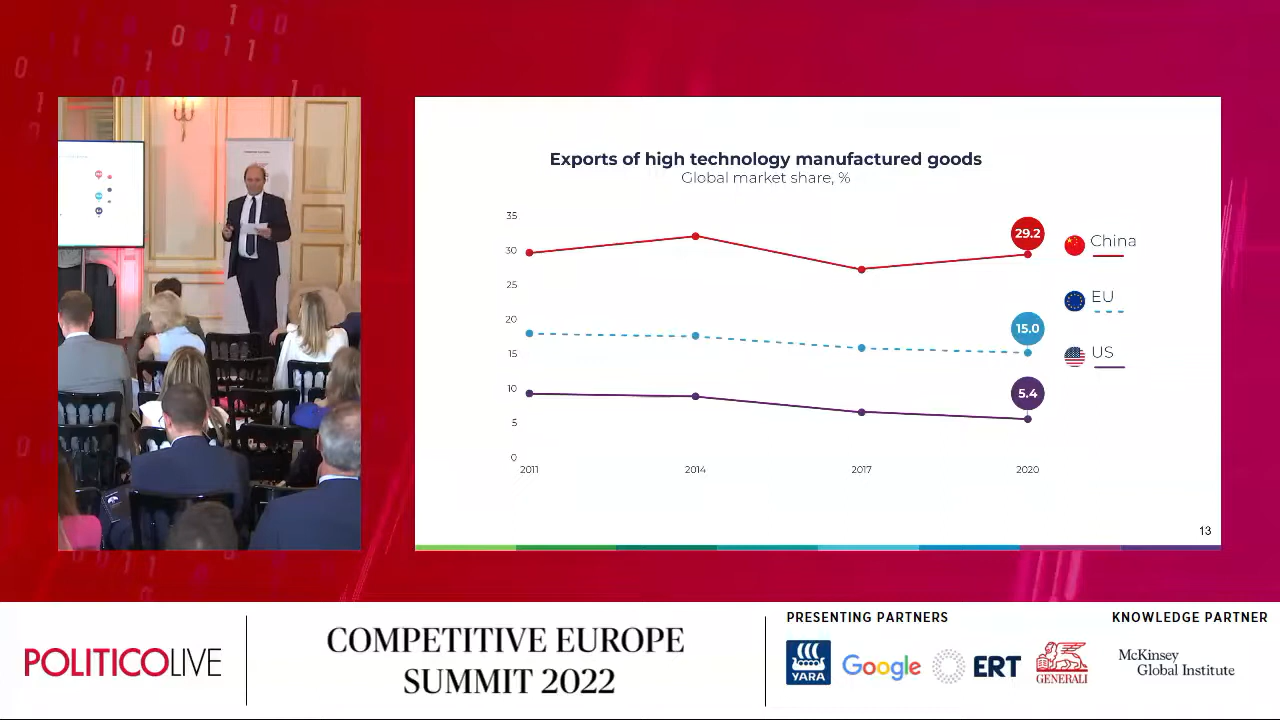 Exports of high technology manufactured goods
Global market share, %
35
30
25
20
15
10
5
0
29.2
15.0
5.4
2011
2014
2017
2020
China
EU
US
13
POLITICOLIVE
COMPETITIVE EUROPE
SUMMIT 2022
PRESENTING PARTNERS
YARA
Google
ERT
GENERALI
KNOWLEDGE PARTNER
McKinsey
Global Institute